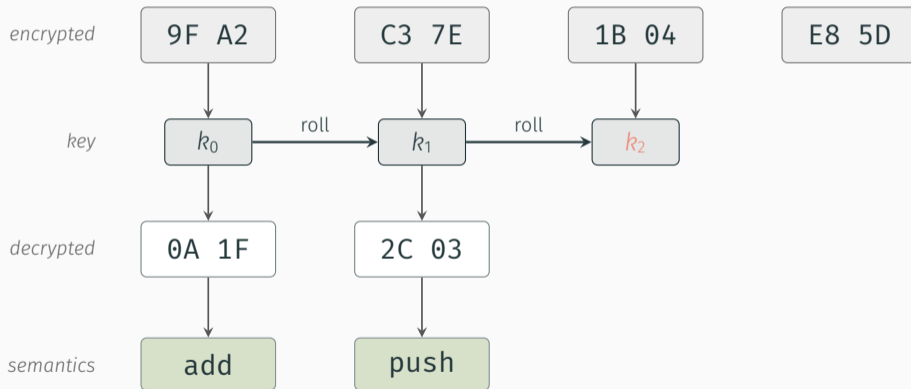 encrypted 9F A2 C3 7E 1B 04 E8 5D
roll roll
key k₀ k₁ k₂
decrypted 0A 1F 2C 03
semantics add push